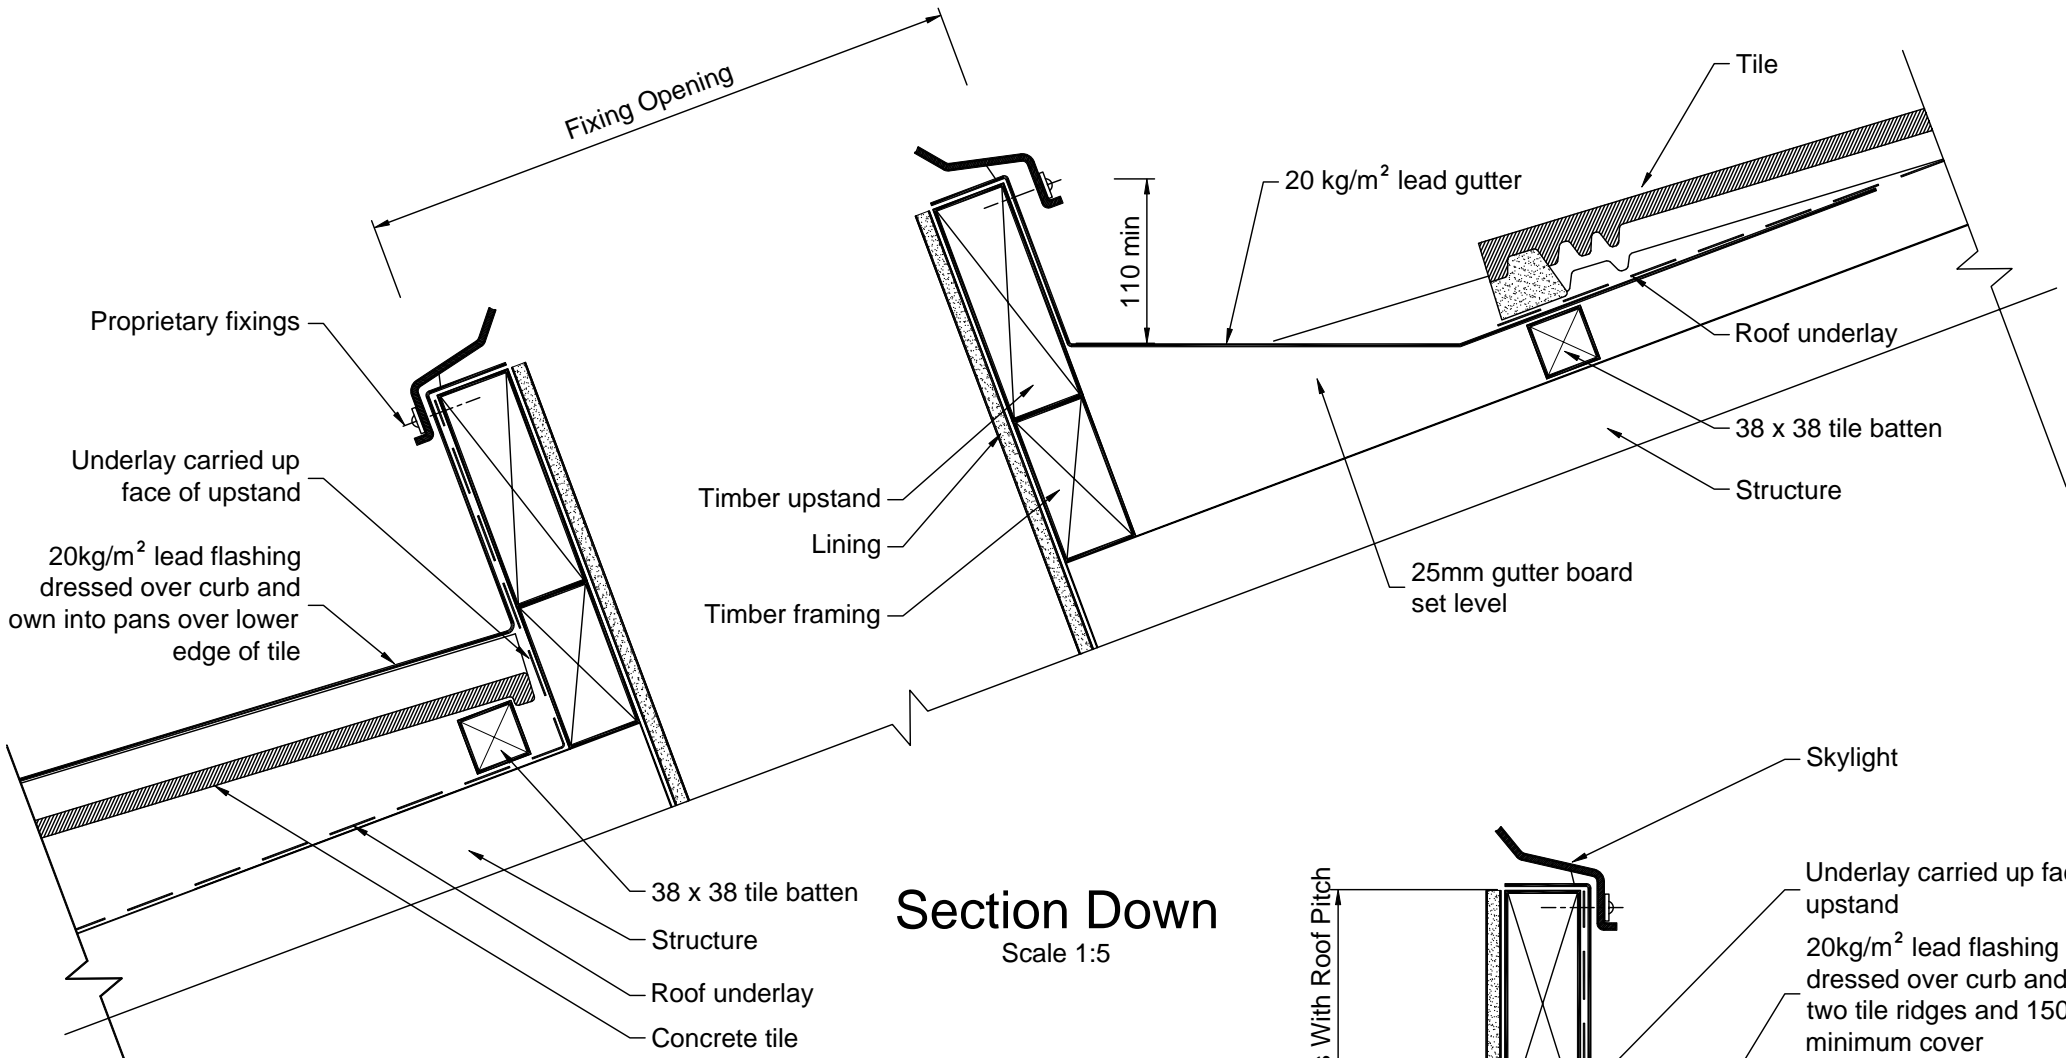 Fixing Opening
Tile
20 kg/m² lead gutter
110 min
Proprietary fixings
Roof underlay
38 x 38 tile batten
Underlay carried up
face of upstand
Structure
Timber upstand
Lining
20kg/m² lead flashing
dressed over curb and
own into pans over lower
edge of tile
25mm gutter board
set level
Timber framing
Skylight
38 x 38 tile batten
Structure
Roof underlay
Concrete tile
Section Down
Scale 1:5
s With Roof Pitch
Underlay carried up fa
upstand
20kg/m² lead flashing
dressed over curb and
two tile ridges and 150
minimum cover